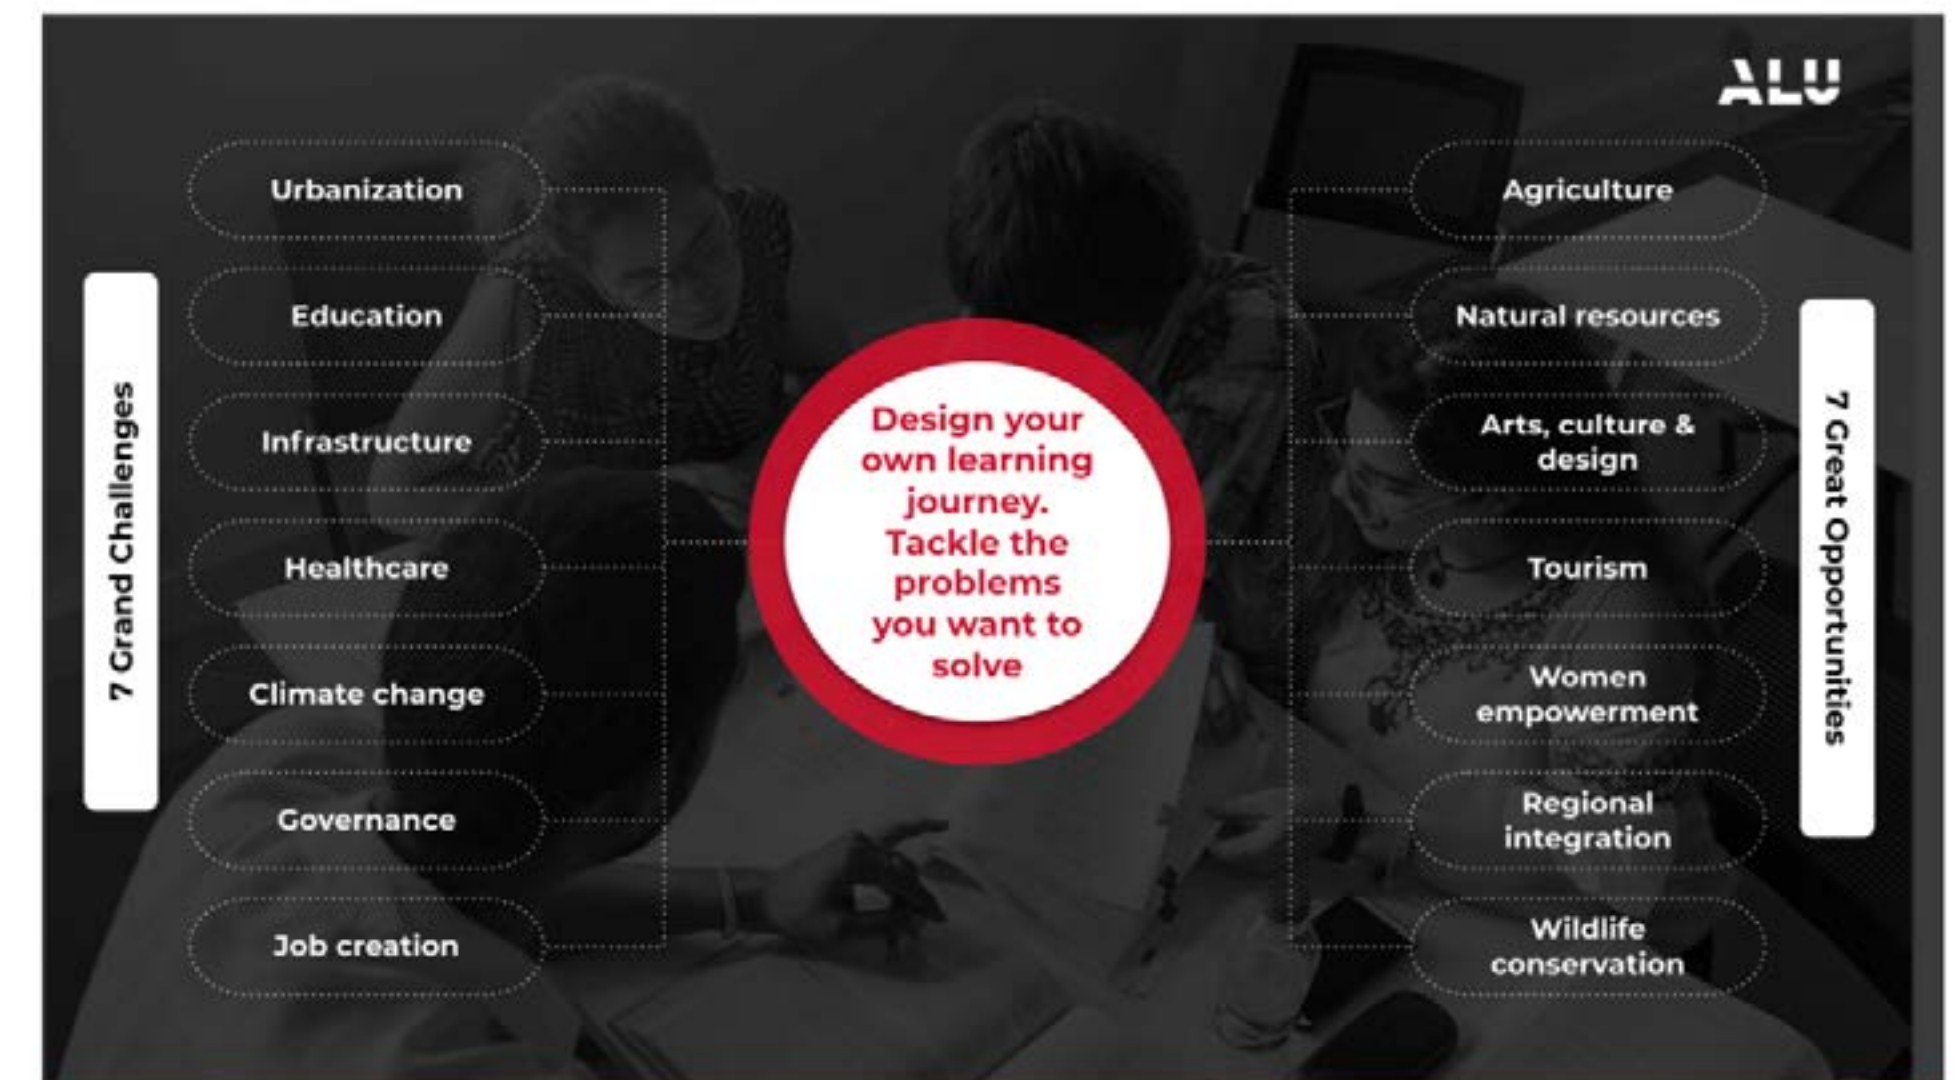 ALU
7 Grand Challenges
Urbanization
Education
Infrastructure
Healthcare
Climate change
Governance
Job creation
Design your
own learning
journey.
Tackle the
problems
you want to
solve
Agriculture
Natural resources
Arts, culture &
design
Tourism
Women
empowerment
Regional
integration
Wildlife
conservation
7 Great Opportunities